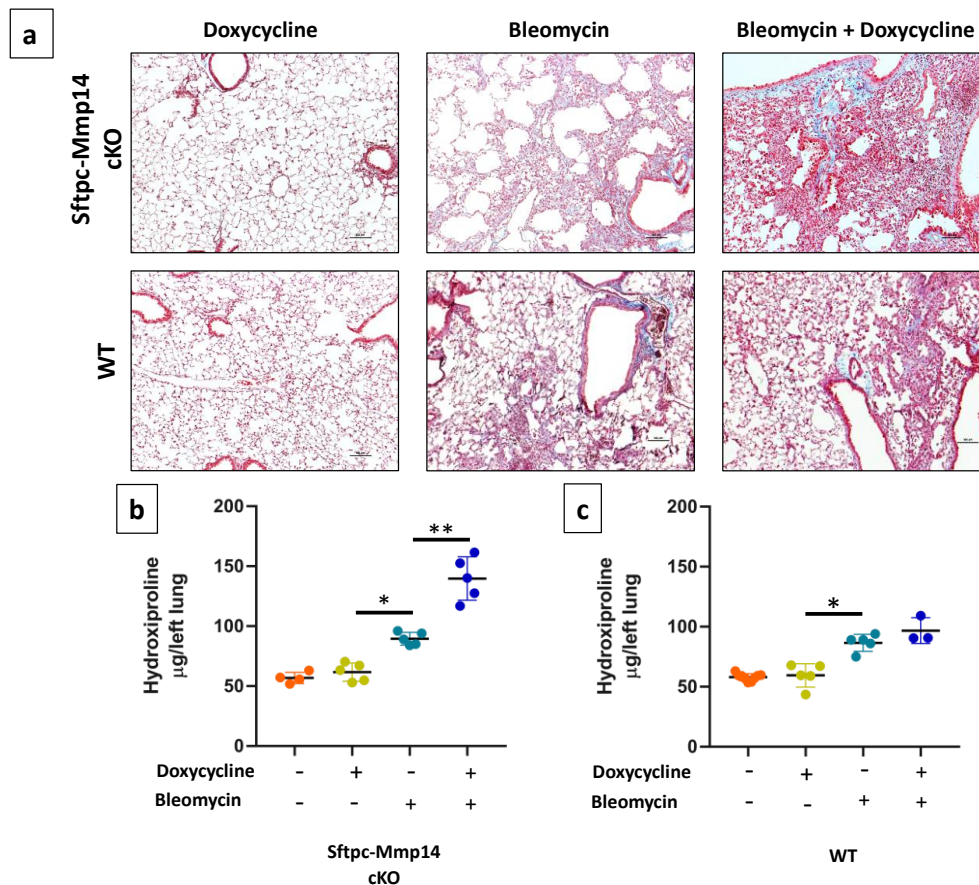 a
Doxycycline
Bleomycin
Bleomycin + Doxycycline
Sftpc-Mmp14
cKO
WT
b
Hydroxiproline
µg/left lung
200
150
100
50
0
*
**
Doxycycline - + - +
Bleomycin - - + +
Sftpc-Mmp14
cKO
c
Hydroxiproline
µg/left lung
200
150
100
50
0
*
Doxycycline - + - +
Bleomycin - - + +
WT